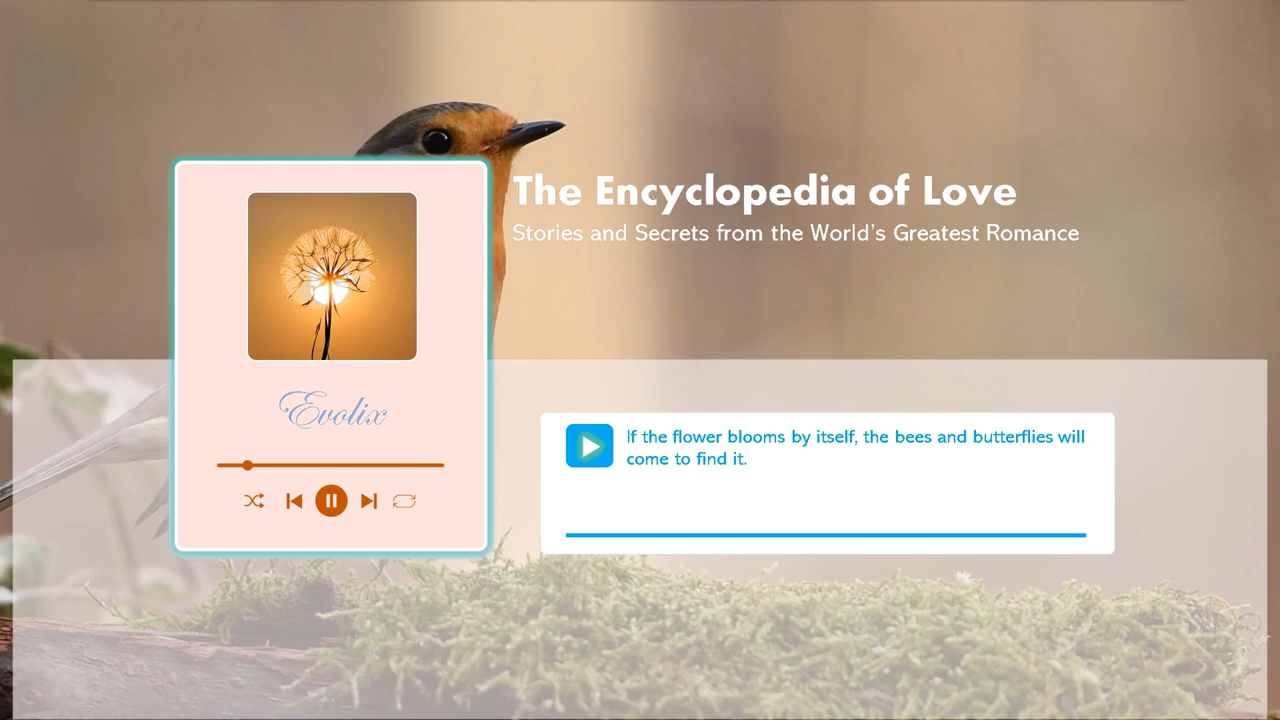 The Encyclopedia of Love
Stories and Secrets from the World's Greatest Romance
Evolix
If the flower blooms by itself, the bees and butterflies will
come to find it.